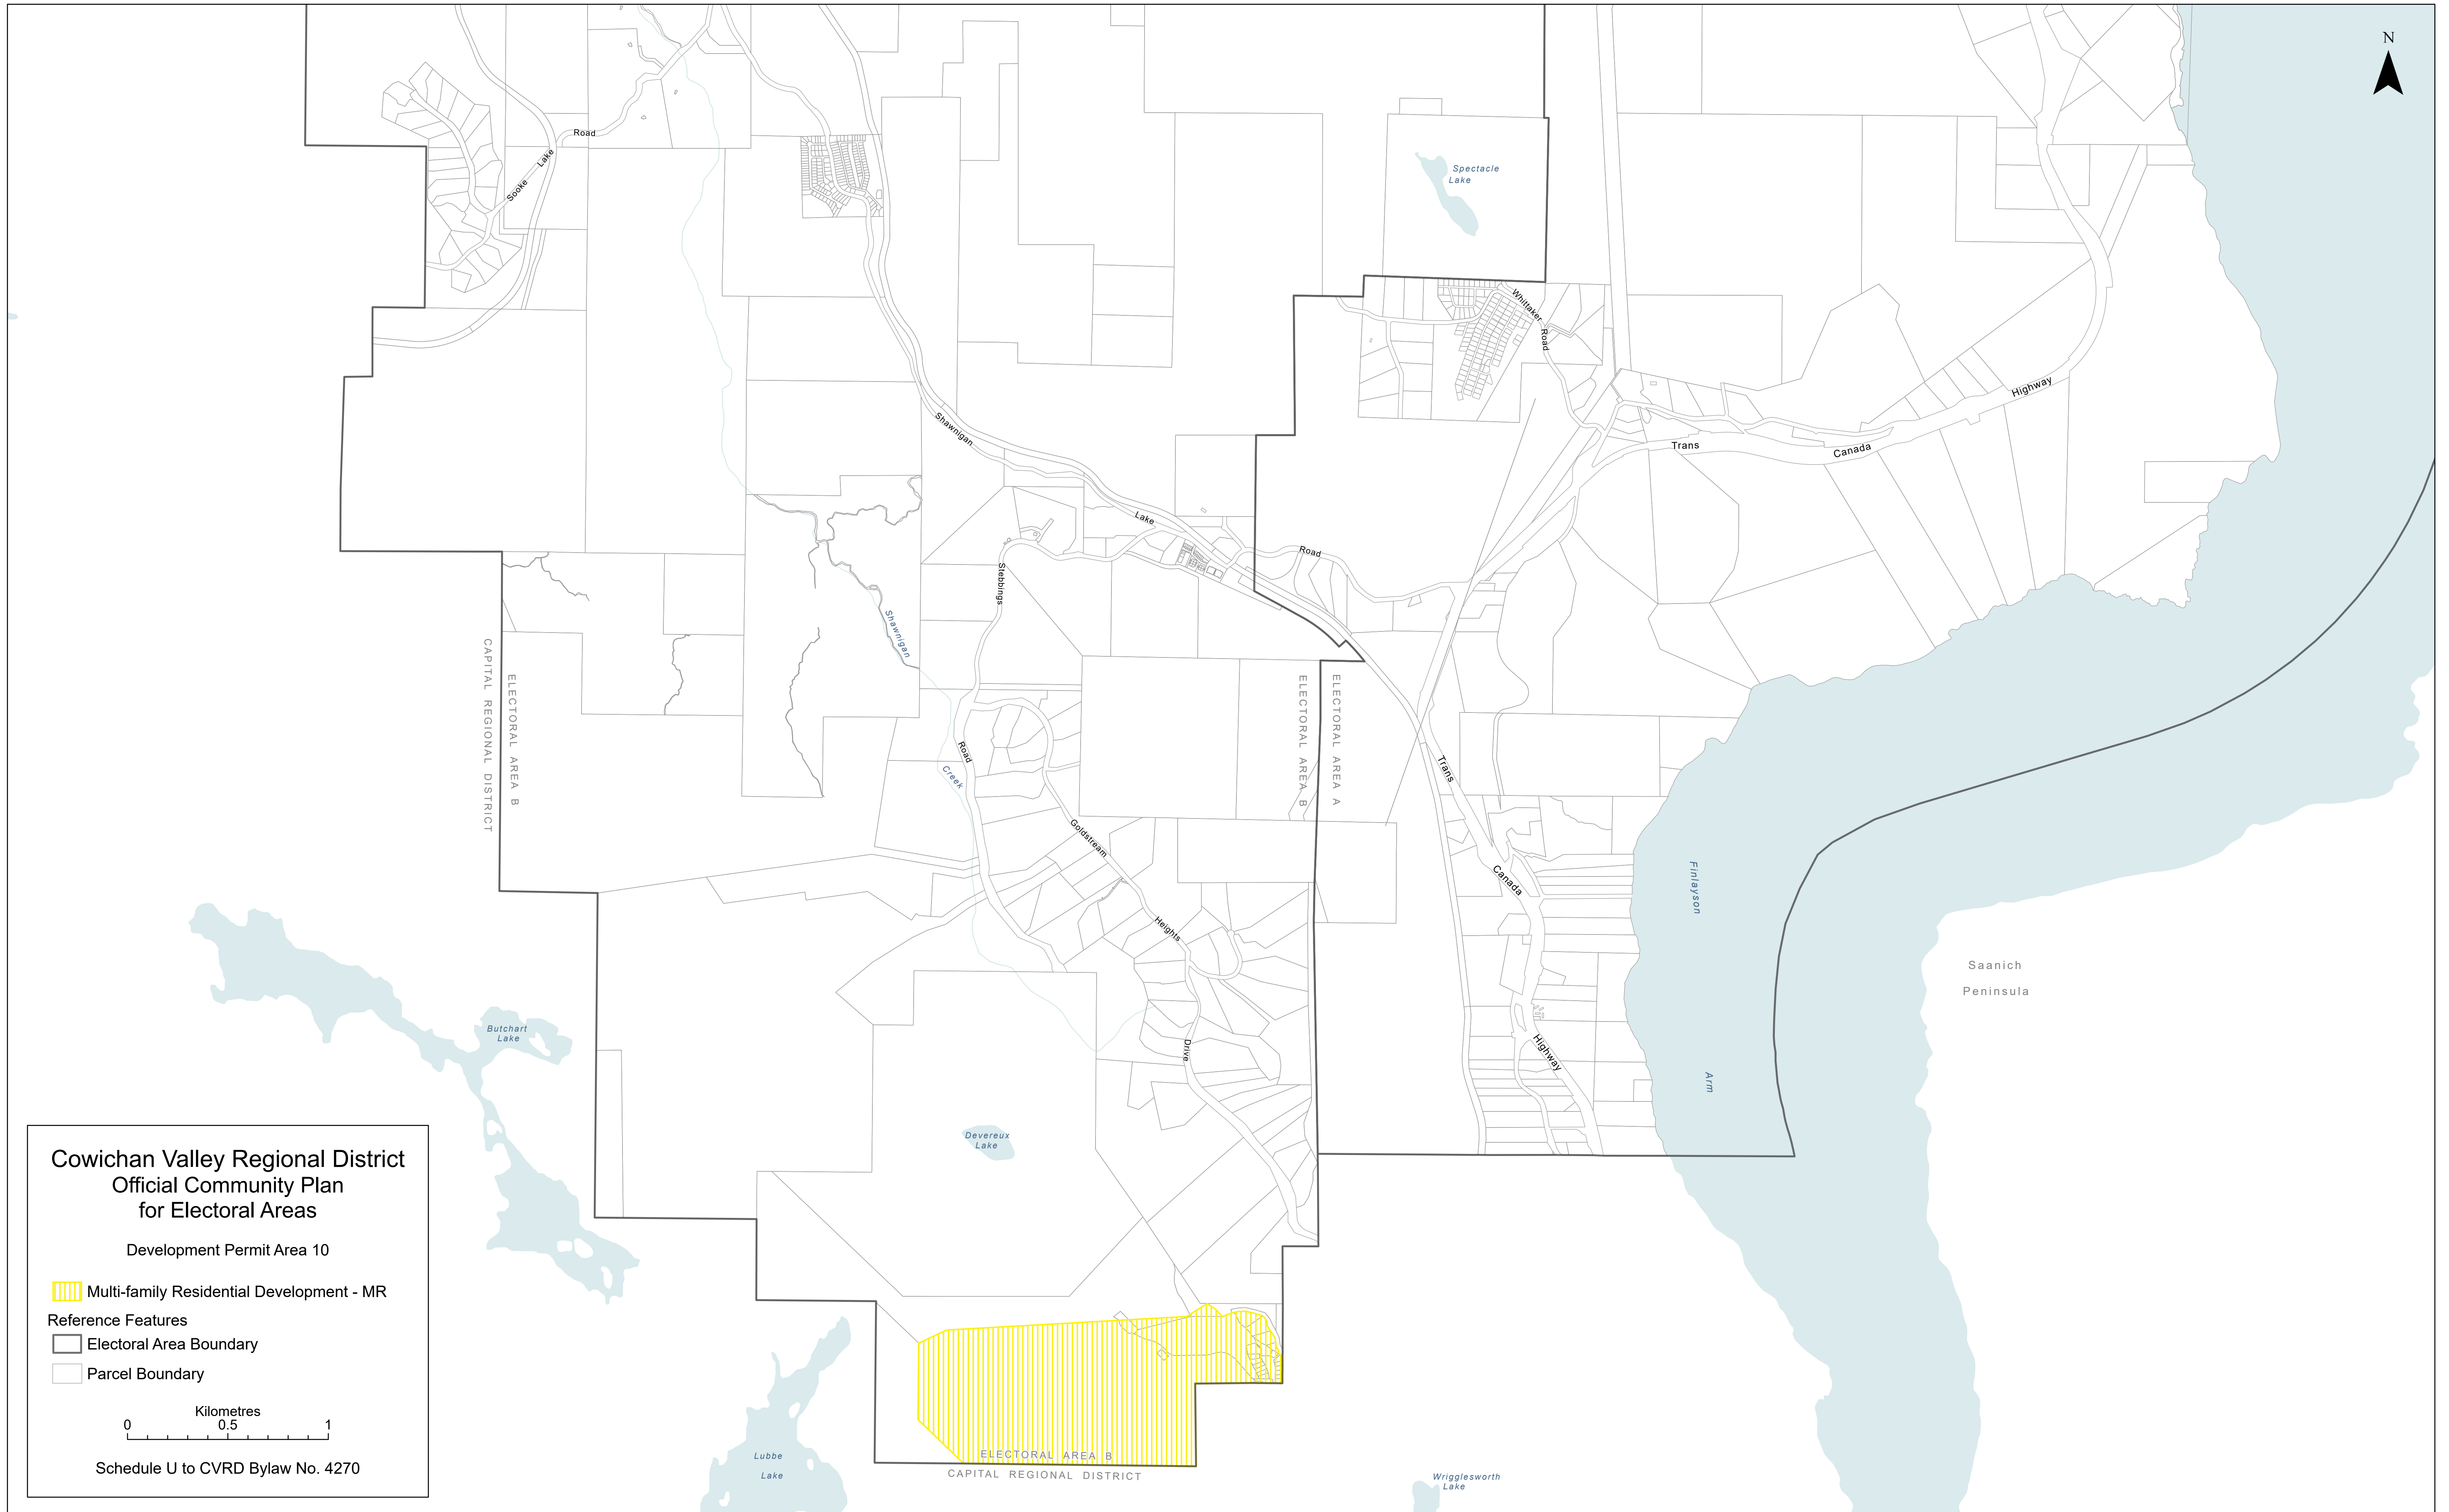 N
Road
Lake
Sooke
Spectacle
Lake
Whittaker
Road
Highway
Canada
Trans
Shawnigan
Lake
Road
Stebbings
Shawnigan
CAPITAL REGIONAL DISTRICT
ELECTORAL AREA B
ELECTORAL AREA B
ELECTORAL AREA A
Road
Creek
Trans
Goldstream
Canada
Finlayson
Heights
Saanich
Peninsula
Butchart
Lake
Drive
Highway
Arm
Devereux
Lake
Cowichan Valley Regional District
Official Community Plan
for Electoral Areas
Development Permit Area 10
Multi-family Residential Development - MR
Reference Features
Electoral Area Boundary
Parcel Boundary
Kilometres
0 0.5 1
Schedule U to CVRD Bylaw No. 4270
Lubbe
Lake
ELECTORAL AREA B
CAPITAL REGIONAL DISTRICT
Wrigglesworth
Lake